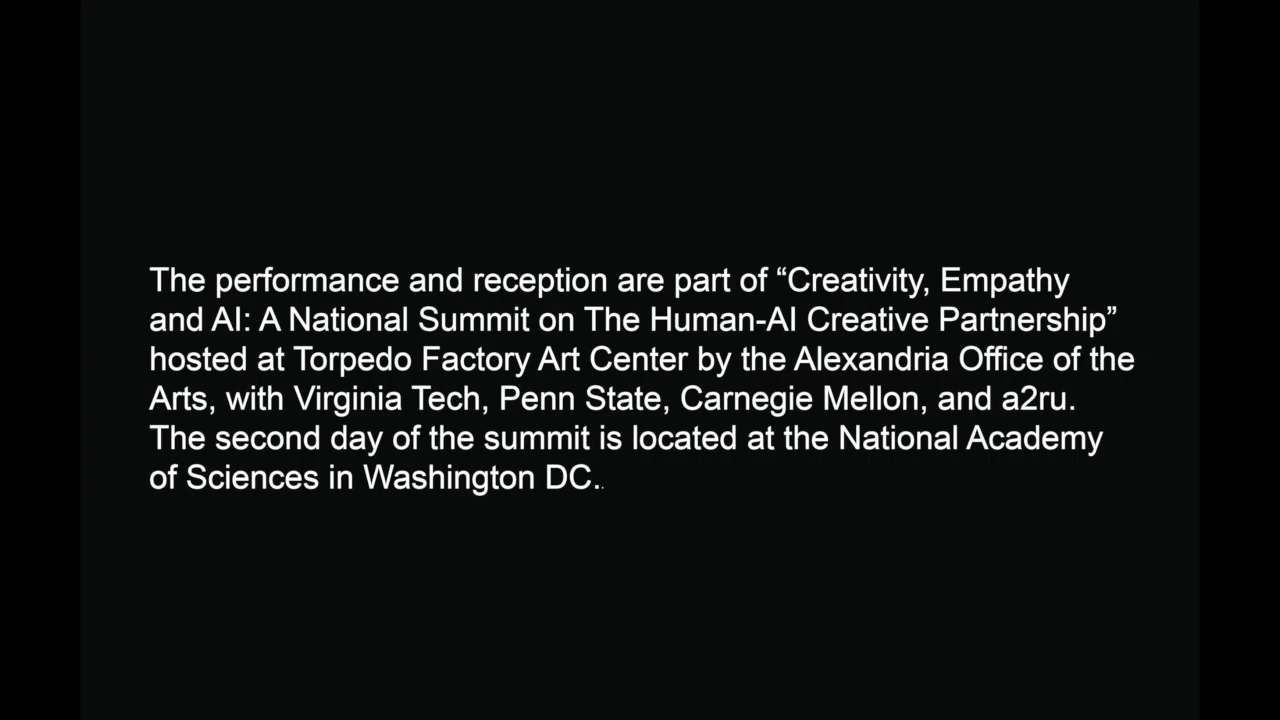 The performance and reception are part of “Creativity, Empathy
and AI: A National Summit on The Human-AI Creative Partnership”
hosted at Torpedo Factory Art Center by the Alexandria Office of the
Arts, with Virginia Tech, Penn State, Carnegie Mellon, and a2ru.
The second day of the summit is located at the National Academy
of Sciences in Washington DC..